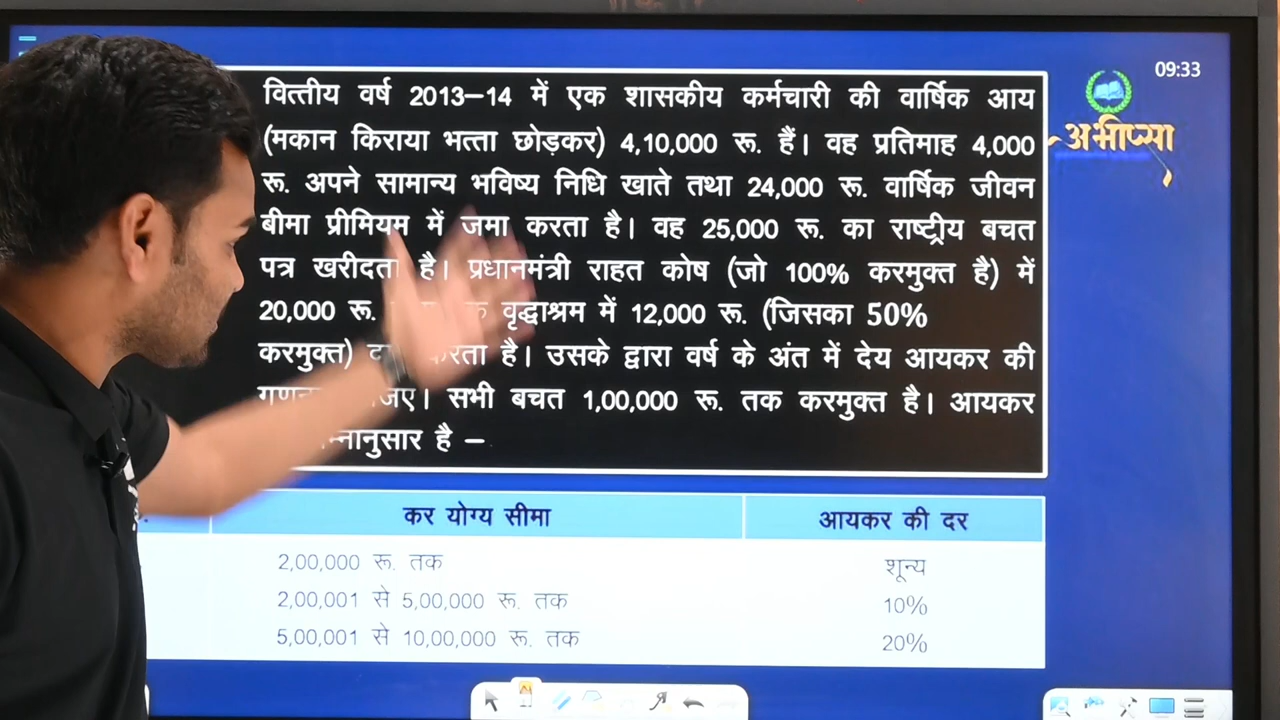 09:33
अभीप्सा
वित्तीय वर्ष 2013–14 में एक शासकीय कर्मचारी की वार्षिक आय
(मकान किराया भत्ता छोड़कर) 4,10,000 रू. हैं। वह प्रतिमाह 4,000
रू. अपने सामान्य भविष्य निधि खाते तथा 24,000 रू. वार्षिक जीवन
बीमा प्रीमियम में जमा करता है। वह 25,000 रू. का राष्ट्रीय बचत
पत्र खरीदता है। प्रधानमंत्री राहत कोष (जो 100% करमुक्त है) में
20,000 रू. वृद्धाश्रम में 12,000 रू. (जिसका 50%
करमुक्त) है। उसके द्वारा वर्ष के अंत में देय आयकर की
सभी बचत 1,00,000 रू. तक करमुक्त है। आयकर
है –
कर योग्य सीमा आयकर की दर
2,00,000 रू. तक शून्य
2,00,001 से 5,00,000 रू. तक 10%
5,00,001 से 10,00,000 रू. तक 20%